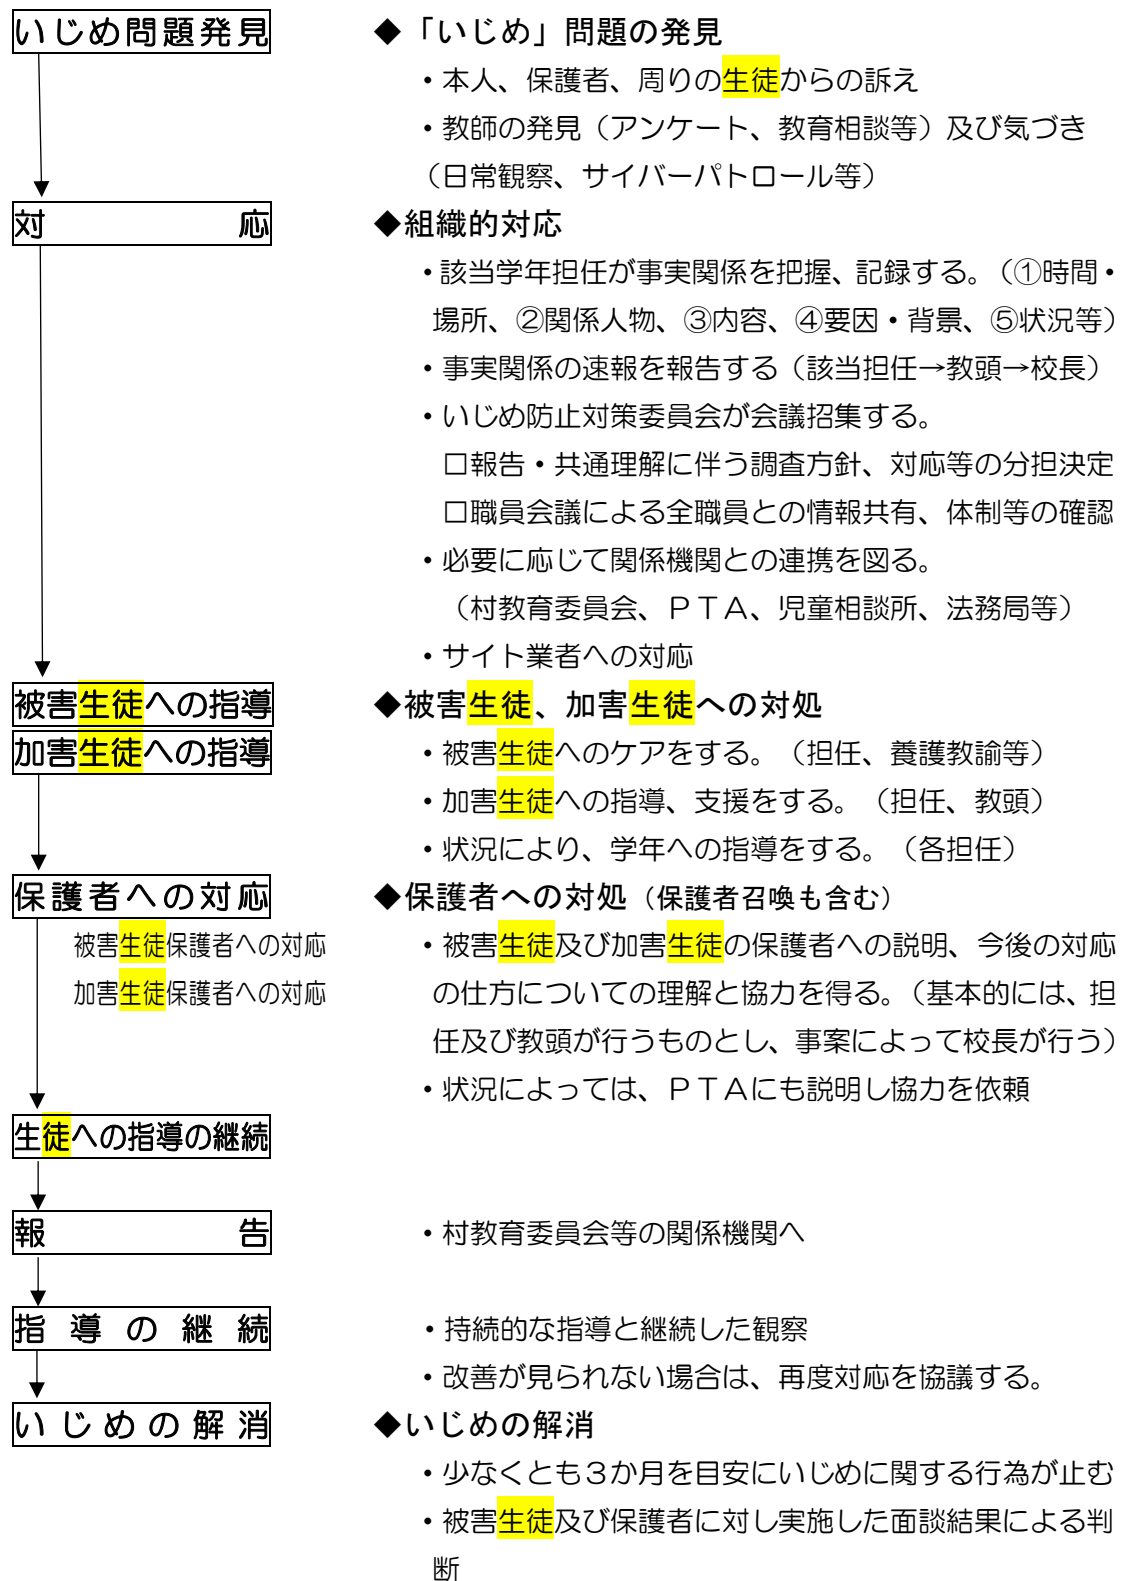 いじめ問題発見
◆「いじめ」問題の発見
・本人、保護者、周りの生徒からの訴え
・教師の発見（アンケート、教育相談等）及び気づき
（日常観察、サイバーパトロール等）
対　　　　　　応
◆組織的対応
・該当学年担任が事実関係を把握、記録する。（①時間・
場所、②関係人物、③内容、④要因・背景、⑤状況等）
・事実関係の速報を報告する（該当担任→教頭→校長）
・いじめ防止対策委員会が会議招集する。
□報告・共通理解に伴う調査方針、対応等の分担決定
□職員会議による全職員との情報共有、体制等の確認
・必要に応じて関係機関との連携を図る。
（村教育委員会、ＰＴＡ、児童相談所、法務局等）
・サイト業者への対応
被害生徒への指導
◆被害生徒、加害生徒への対処
加害生徒への指導
・被害生徒へのケアをする。（担任、養護教諭等）
・加害生徒への指導、支援をする。（担任、教頭）
・状況により、学年への指導をする。（各担任）
保護者への対応
◆保護者への対処（保護者召喚も含む）
被害生徒保護者への対応
・被害生徒及び加害生徒の保護者への説明、今後の対応
加害生徒保護者への対応
の仕方についての理解と協力を得る。（基本的には、担
任及び教頭が行うものとし、事案によって校長が行う）
・状況によっては、ＰＴＡにも説明し協力を依頼
生徒への指導の継続
報　　　　　　告
・村教育委員会等の関係機関へ
指　導　の　継　続
・持続的な指導と継続した観察
・改善が見られない場合は、再度対応を協議する。
いじめの解消
◆いじめの解消
・少なくとも３か月を目安にいじめに関する行為が止む
・被害生徒及び保護者に対し実施した面談結果による判
断